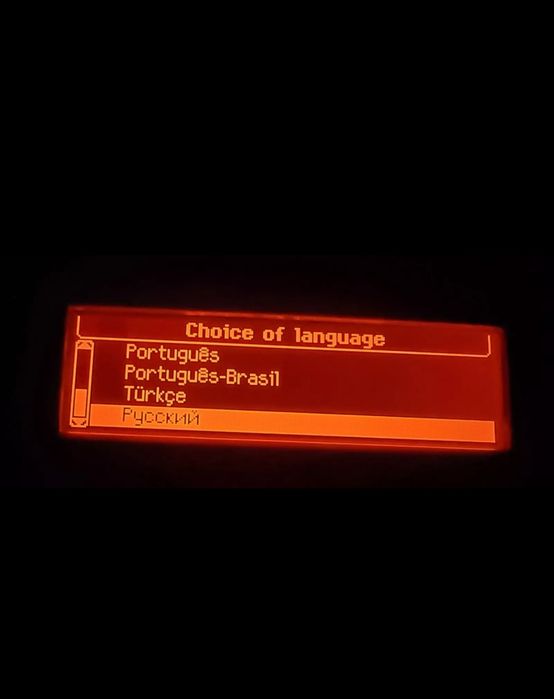 Choice of language
Português
Português-Brasil
Türkçe
Русский